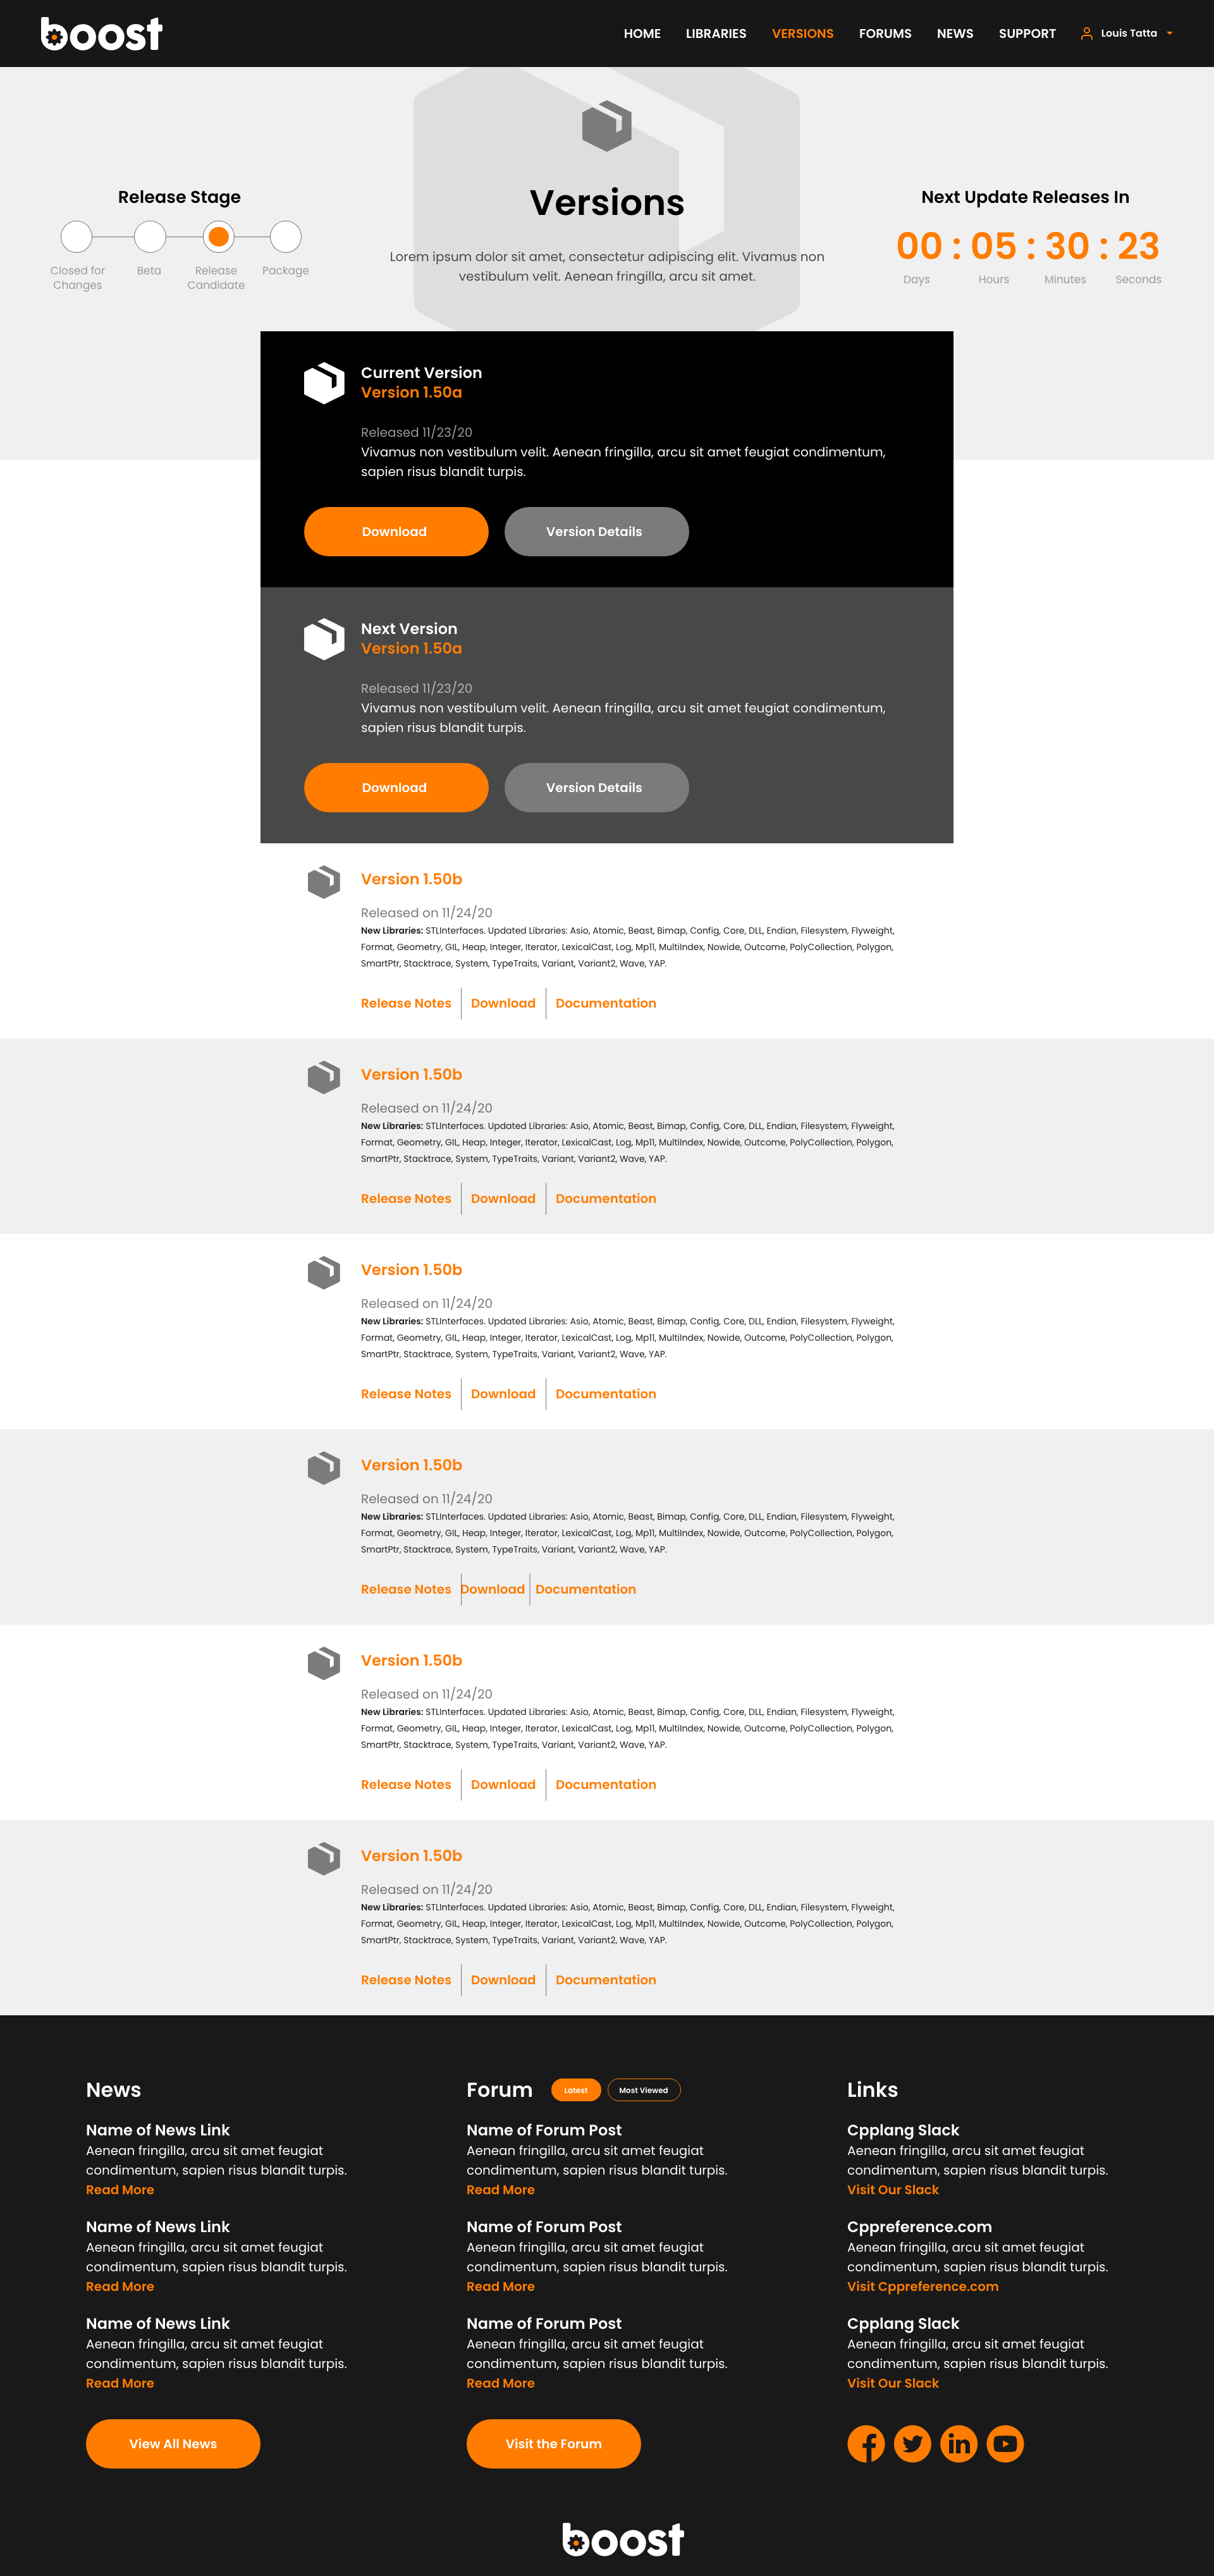 boost
HOME LIBRARIES VERSIONS FORUMS NEWS SUPPORT Louis Tatta
Release Stage
Closed for Changes
Beta
Release Candidate
Package
Versions
Lorem ipsum dolor sit amet, consectetur adipiscing elit. Vivamus non
vestibulum velit. Aenean fringilla, arcu sit amet.
Next Update Releases In
00 : 05 : 30 : 23
Days Hours Minutes Seconds
Current Version
Version 1.50a
Released 11/23/20
Vivamus non vestibulum velit. Aenean fringilla, arcu sit amet feugiat condimentum,
sapien risus blandit turpis.
Download Version Details
Next Version
Version 1.50a
Released 11/23/20
Vivamus non vestibulum velit. Aenean fringilla, arcu sit amet feugiat condimentum,
sapien risus blandit turpis.
Download Version Details
Version 1.50b
Released on 11/24/20
New Libraries: STLInterfaces. Updated Libraries: Asio, Atomic, Beast, Bimap, Config, Core, DLL, Endian, Filesystem, Flyweight,
Format, Geometry, GIL, Heap, Integer, Iterator, LexicalCast, Log, Mp11, MultiIndex, Nowide, Outcome, PolyCollection, Polygon,
SmartPtr, Stacktrace, System, TypeTraits, Variant, Variant2, Wave, YAP.
Release Notes Download Documentation
Version 1.50b
Released on 11/24/20
New Libraries: STLInterfaces. Updated Libraries: Asio, Atomic, Beast, Bimap, Config, Core, DLL, Endian, Filesystem, Flyweight,
Format, Geometry, GIL, Heap, Integer, Iterator, LexicalCast, Log, Mp11, MultiIndex, Nowide, Outcome, PolyCollection, Polygon,
SmartPtr, Stacktrace, System, TypeTraits, Variant, Variant2, Wave, YAP.
Release Notes Download Documentation
Version 1.50b
Released on 11/24/20
New Libraries: STLInterfaces. Updated Libraries: Asio, Atomic, Beast, Bimap, Config, Core, DLL, Endian, Filesystem, Flyweight,
Format, Geometry, GIL, Heap, Integer, Iterator, LexicalCast, Log, Mp11, MultiIndex, Nowide, Outcome, PolyCollection, Polygon,
SmartPtr, Stacktrace, System, TypeTraits, Variant, Variant2, Wave, YAP.
Release Notes Download Documentation
Version 1.50b
Released on 11/24/20
New Libraries: STLInterfaces. Updated Libraries: Asio, Atomic, Beast, Bimap, Config, Core, DLL, Endian, Filesystem, Flyweight,
Format, Geometry, GIL, Heap, Integer, Iterator, LexicalCast, Log, Mp11, MultiIndex, Nowide, Outcome, PolyCollection, Polygon,
SmartPtr, Stacktrace, System, TypeTraits, Variant, Variant2, Wave, YAP.
Release Notes Download Documentation
Version 1.50b
Released on 11/24/20
New Libraries: STLInterfaces. Updated Libraries: Asio, Atomic, Beast, Bimap, Config, Core, DLL, Endian, Filesystem, Flyweight,
Format, Geometry, GIL, Heap, Integer, Iterator, LexicalCast, Log, Mp11, MultiIndex, Nowide, Outcome, PolyCollection, Polygon,
SmartPtr, Stacktrace, System, TypeTraits, Variant, Variant2, Wave, YAP.
Release Notes Download Documentation
Version 1.50b
Released on 11/24/20
New Libraries: STLInterfaces. Updated Libraries: Asio, Atomic, Beast, Bimap, Config, Core, DLL, Endian, Filesystem, Flyweight,
Format, Geometry, GIL, Heap, Integer, Iterator, LexicalCast, Log, Mp11, MultiIndex, Nowide, Outcome, PolyCollection, Polygon,
SmartPtr, Stacktrace, System, TypeTraits, Variant, Variant2, Wave, YAP.
Release Notes Download Documentation
News
Name of News Link
Aenean fringilla, arcu sit amet feugiat
condimentum, sapien risus blandit turpis.
Read More
Name of News Link
Aenean fringilla, arcu sit amet feugiat
condimentum, sapien risus blandit turpis.
Read More
Name of News Link
Aenean fringilla, arcu sit amet feugiat
condimentum, sapien risus blandit turpis.
Read More
View All News
Forum Latest Most Viewed
Name of Forum Post
Aenean fringilla, arcu sit amet feugiat
condimentum, sapien risus blandit turpis.
Read More
Name of Forum Post
Aenean fringilla, arcu sit amet feugiat
condimentum, sapien risus blandit turpis.
Read More
Name of Forum Post
Aenean fringilla, arcu sit amet feugiat
condimentum, sapien risus blandit turpis.
Read More
Visit the Forum
Links
Cpplang Slack
Aenean fringilla, arcu sit amet feugiat
condimentum, sapien risus blandit turpis.
Visit Our Slack
Cppreference.com
Aenean fringilla, arcu sit amet feugiat
condimentum, sapien risus blandit turpis.
Visit Cppreference.com
Cpplang Slack
Aenean fringilla, arcu sit amet feugiat
condimentum, sapien risus blandit turpis.
Visit Our Slack
boost